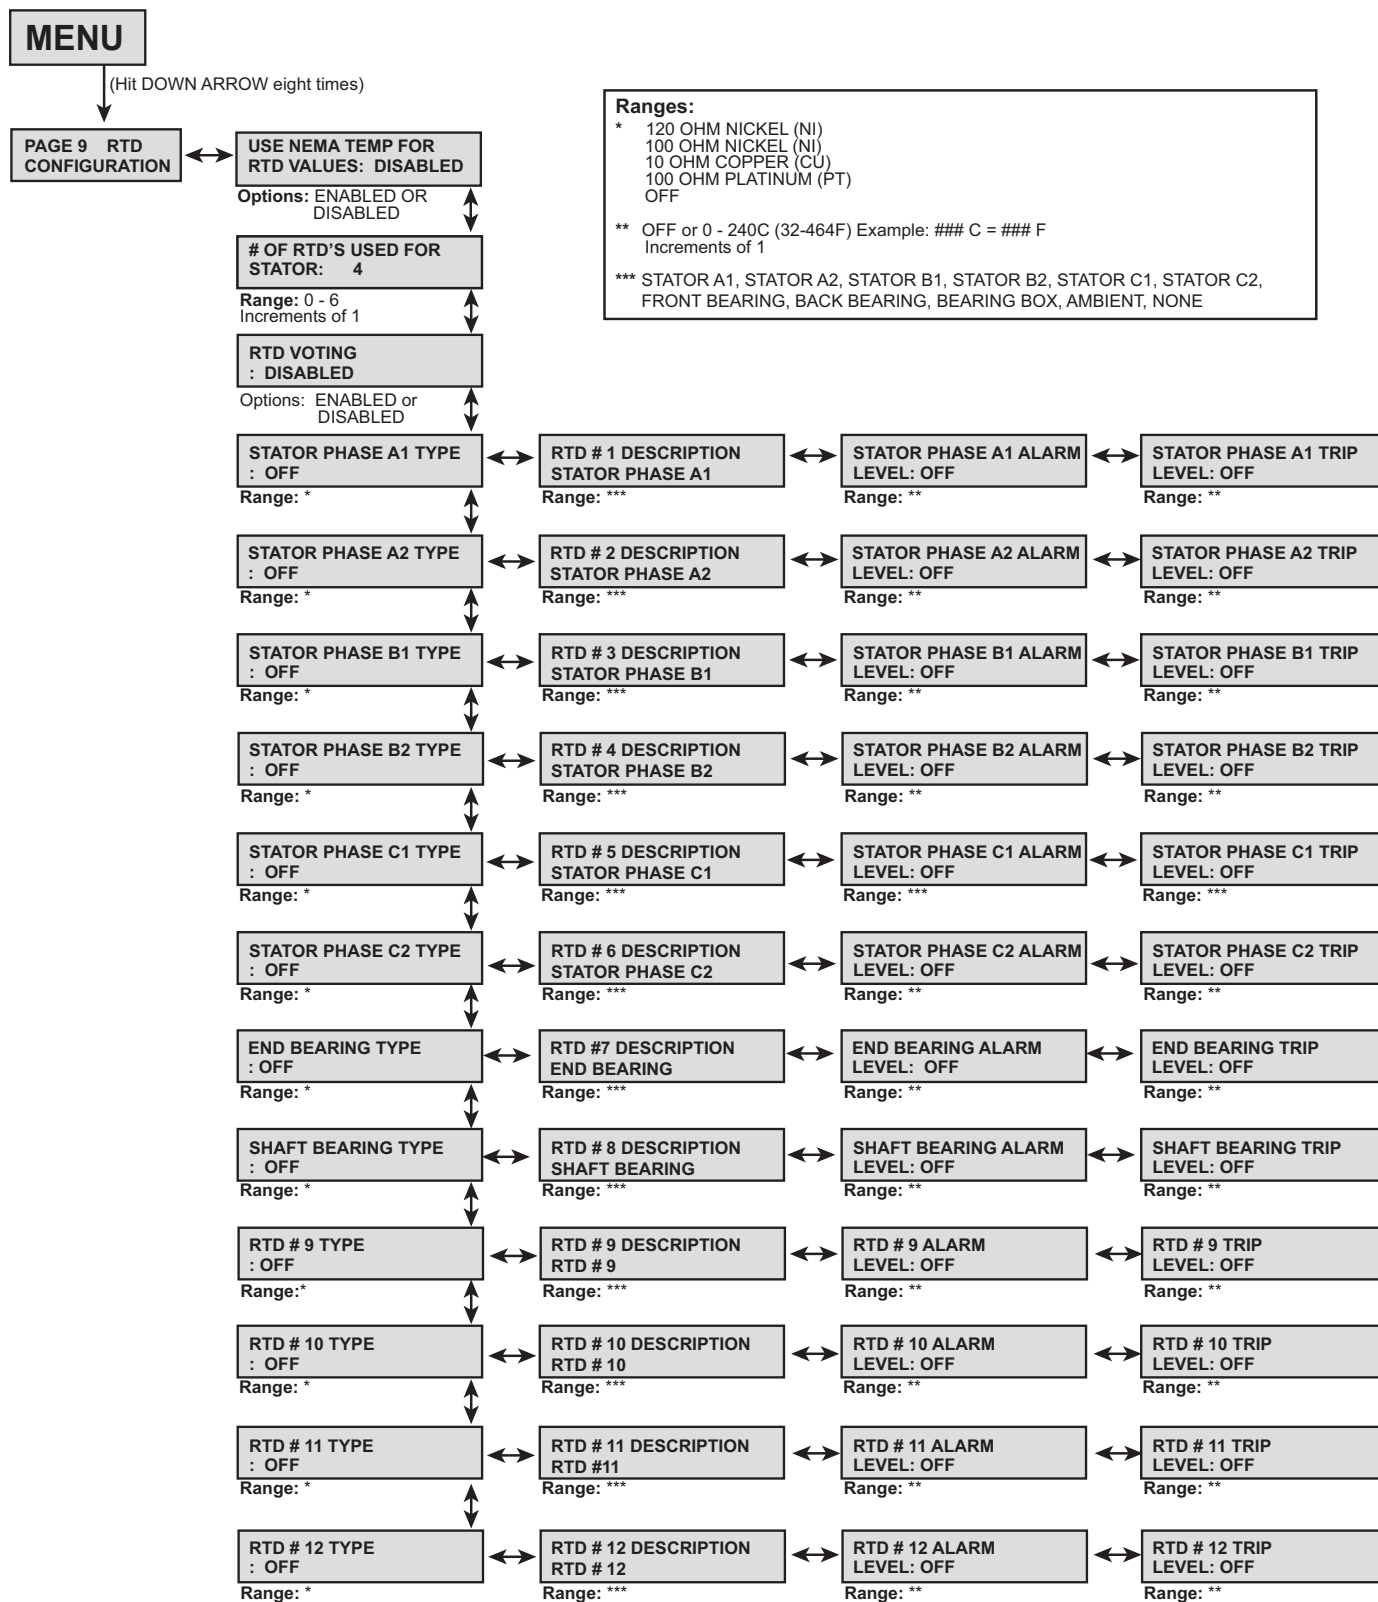 MENU
(Hit DOWN ARROW eight times)
PAGE 9 RTD
CONFIGURATION
USE NEMA TEMP FOR
RTD VALUES: DISABLED
Options: ENABLED OR
DISABLED
# OF RTD'S USED FOR
STATOR: 4
Range: 0 - 6
Increments of 1
RTD VOTING
: DISABLED
Options: ENABLED or
DISABLED
Ranges:
* 120 OHM NICKEL (NI)
100 OHM NICKEL (NI)
10 OHM COPPER (CU)
100 OHM PLATINUM (PT)
OFF
** OFF or 0 - 240C (32-464F) Example: ### C = ### F
Increments of 1
*** STATOR A1, STATOR A2, STATOR B1, STATOR B2, STATOR C1, STATOR C2,
FRONT BEARING, BACK BEARING, BEARING BOX, AMBIENT, NONE
STATOR PHASE A1 TYPE
: OFF
Range: *
RTD # 1 DESCRIPTION
STATOR PHASE A1
Range: ***
STATOR PHASE A1 ALARM
LEVEL: OFF
Range: **
STATOR PHASE A1 TRIP
LEVEL: OFF
Range: **
STATOR PHASE A2 TYPE
: OFF
Range: *
RTD # 2 DESCRIPTION
STATOR PHASE A2
Range: ***
STATOR PHASE A2 ALARM
LEVEL: OFF
Range: **
STATOR PHASE A2 TRIP
LEVEL: OFF
Range: **
STATOR PHASE B1 TYPE
: OFF
Range: *
RTD # 3 DESCRIPTION
STATOR PHASE B1
Range: ***
STATOR PHASE B1 ALARM
LEVEL: OFF
Range: **
STATOR PHASE B1 TRIP
LEVEL: OFF
Range: **
STATOR PHASE B2 TYPE
: OFF
Range: *
RTD # 4 DESCRIPTION
STATOR PHASE B2
Range: ***
STATOR PHASE B2 ALARM
LEVEL: OFF
Range: **
STATOR PHASE B2 TRIP
LEVEL: OFF
Range: **
STATOR PHASE C1 TYPE
: OFF
Range: *
RTD # 5 DESCRIPTION
STATOR PHASE C1
Range: ***
STATOR PHASE C1 ALARM
LEVEL: OFF
Range: ***
STATOR PHASE C1 TRIP
LEVEL: OFF
Range: ***
STATOR PHASE C2 TYPE
: OFF
Range: *
RTD # 6 DESCRIPTION
STATOR PHASE C2
Range: ***
STATOR PHASE C2 ALARM
LEVEL: OFF
Range: **
STATOR PHASE C2 TRIP
LEVEL: OFF
Range: **
END BEARING TYPE
: OFF
Range: *
RTD #7 DESCRIPTION
END BEARING
Range: ***
END BEARING ALARM
LEVEL: OFF
Range: **
END BEARING TRIP
LEVEL: OFF
Range: **
SHAFT BEARING TYPE
: OFF
Range: *
RTD # 8 DESCRIPTION
SHAFT BEARING
Range: ***
SHAFT BEARING ALARM
LEVEL: OFF
Range: **
SHAFT BEARING TRIP
LEVEL: OFF
Range: **
RTD # 9 TYPE
: OFF
Range:*
RTD # 9 DESCRIPTION
RTD # 9
Range: ***
RTD # 9 ALARM
LEVEL: OFF
Range: **
RTD # 9 TRIP
LEVEL: OFF
Range: **
RTD # 10 TYPE
: OFF
Range: *
RTD # 10 DESCRIPTION
RTD # 10
Range: ***
RTD # 10 ALARM
LEVEL: OFF
Range: **
RTD # 10 TRIP
LEVEL: OFF
Range: **
RTD # 11 TYPE
: OFF
Range: *
RTD # 11 DESCRIPTION
RTD #11
Range: ***
RTD # 11 ALARM
LEVEL: OFF
Range: **
RTD # 11 TRIP
LEVEL: OFF
Range: **
RTD # 12 TYPE
: OFF
Range: *
RTD # 12 DESCRIPTION
RTD # 12
Range: ***
RTD # 12 ALARM
LEVEL: OFF
Range: **
RTD # 12 TRIP
LEVEL: OFF
Range: **